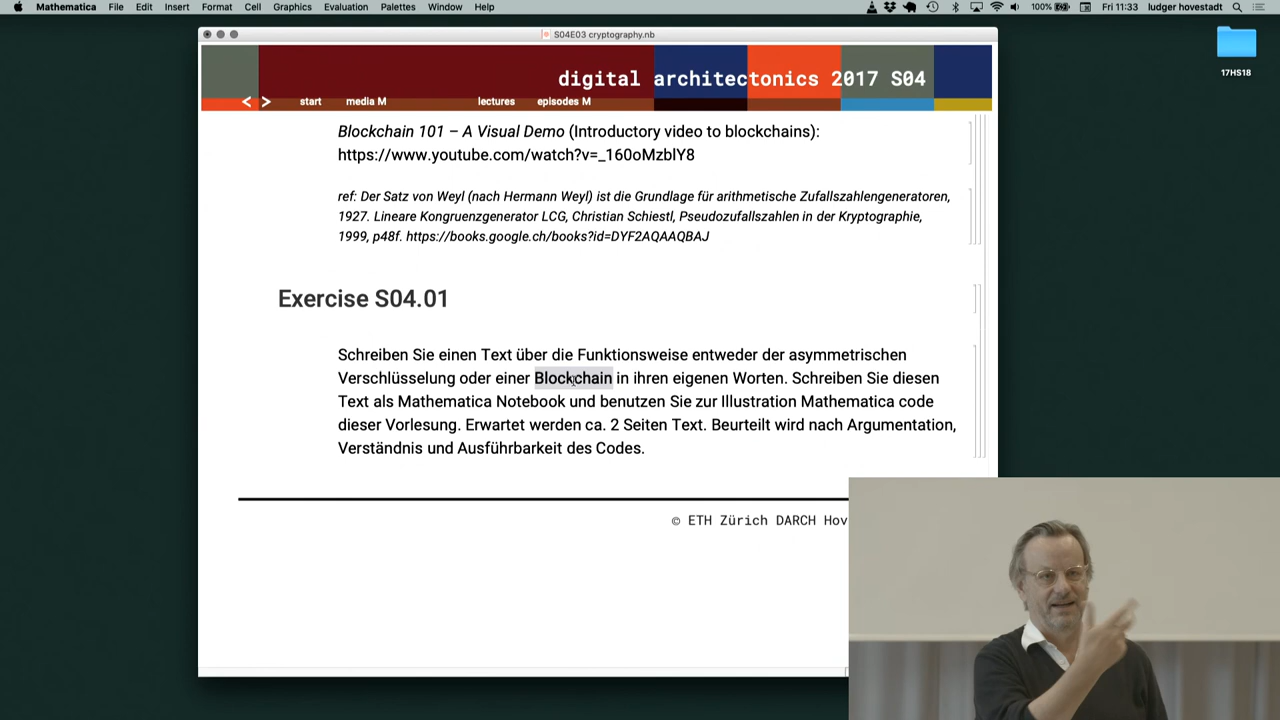 Mathematica File Edit Insert Format Cell Graphics Evaluation Palettes Window Help 100% Fri 11:33 ludger hovestadt
S04E03 cryptography.nb
17HS18
digital architectonics 2017 S04
< > start media M lectures episodes M
Blockchain 101 – A Visual Demo (Introductory video to blockchains):
https://www.youtube.com/watch?v=_160oMzblY8
ref: Der Satz von Weyl (nach Hermann Weyl) ist die Grundlage für arithmetische Zufallszahlengeneratoren,
1927. Lineare Kongruenzgenerator LCG, Christian Schiestl, Pseudozufallszahlen in der Kryptographie,
1999, p48f. https://books.google.ch/books?id=DYF2AQAAQBAJ
Exercise S04.01
Schreiben Sie einen Text über die Funktionsweise entweder der asymmetrischen
Verschlüsselung oder einer Blockchain in ihren eigenen Worten. Schreiben Sie diesen
Text als Mathematica Notebook und benutzen Sie zur Illustration Mathematica code
dieser Vorlesung. Erwartet werden ca. 2 Seiten Text. Beurteilt wird nach Argumentation,
Verständnis und Ausführbarkeit des Codes.
© ETH Zürich DARCH Hov